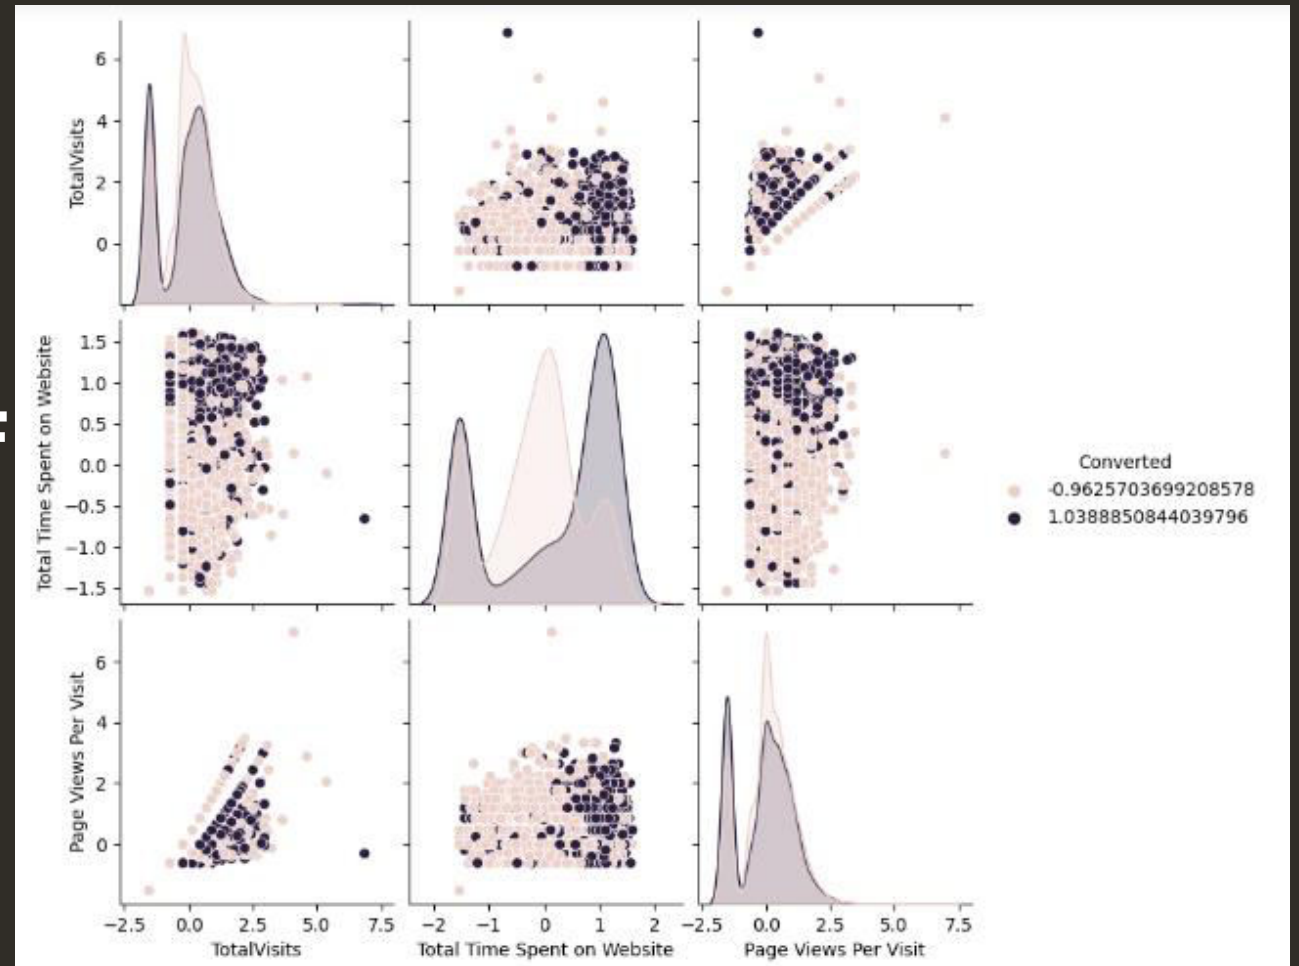 6
4
2
0
TotalVisits
1.5
1.0
0.5
0.0
−0.5
−1.0
−1.5
Total Time Spent on Website
Converted
-0.9625703699208578
1.0388850844039796
6
4
2
0
Page Views Per Visit
−2.5 0.0 2.5 5.0 7.5
TotalVisits
−2 −1 0 1 2
Total Time Spent on Website
−2.5 0.0 2.5 5.0 7.5
Page Views Per Visit